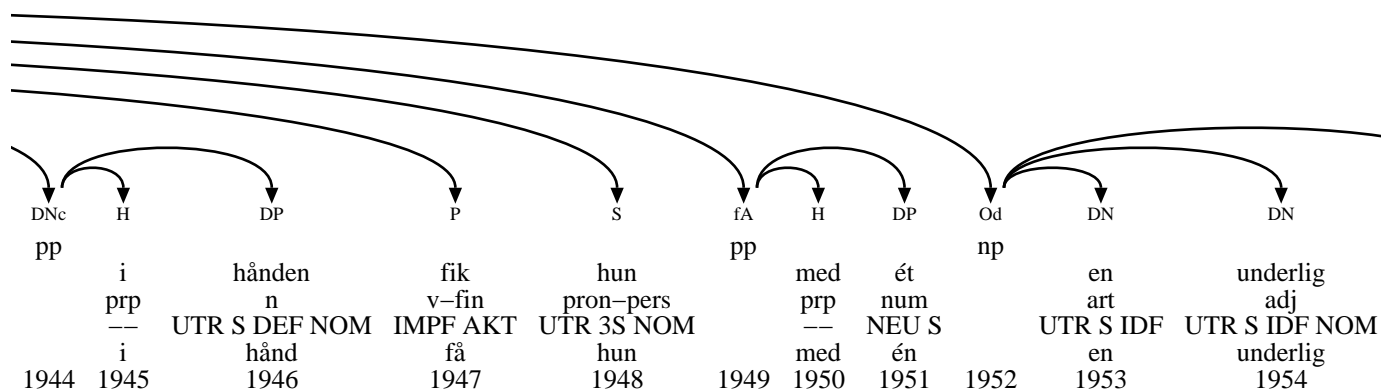 DNc H DP P S fA H DP Od DN DN
pp pp np
i hånden fik hun med ét en underlig
prp n v−fin pron−pers prp num art adj
−− UTR S DEF NOM IMPF AKT UTR 3S NOM −− NEU S UTR S IDF UTR S IDF NOM
i hånd få hun med én en underlig
1944 1945 1946 1947 1948 1949 1950 1951 1952 1953 1954